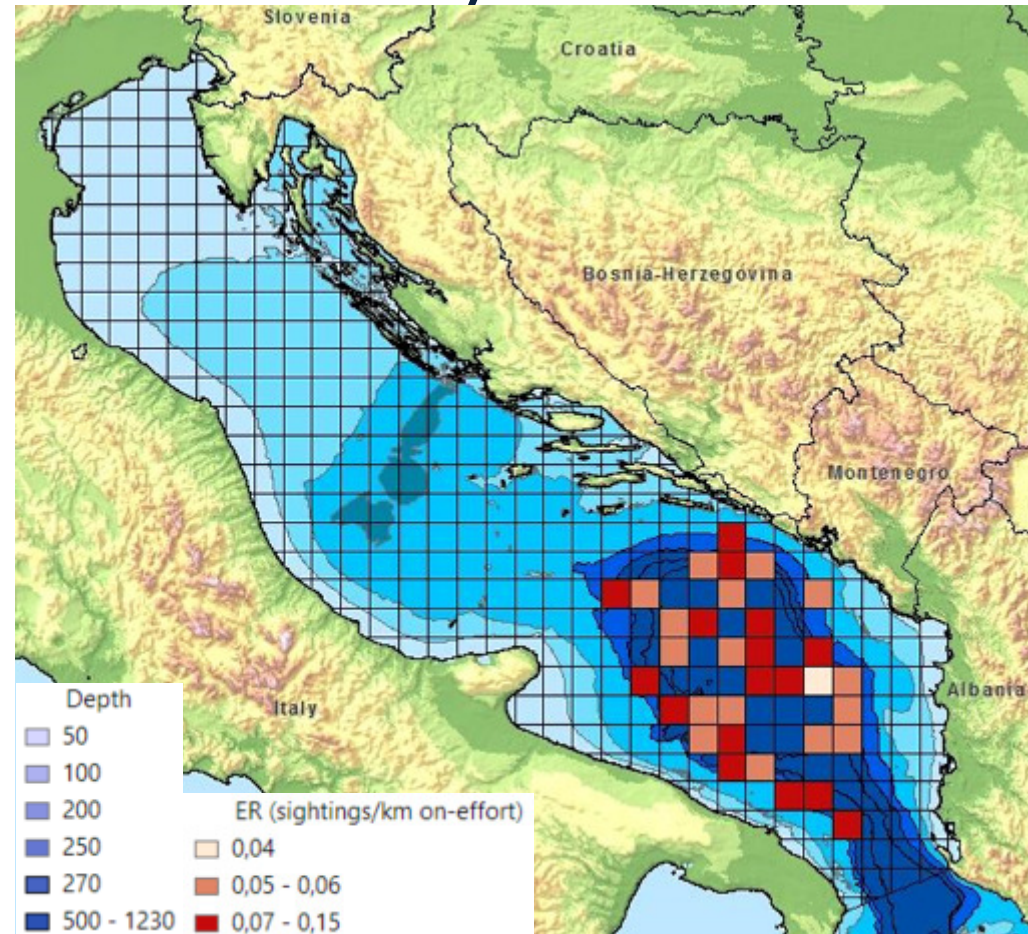 Slovenia
Croatia
Bosnia-Herzegovina
Montenegro
Albania
Italy
Depth
50
100
200
250
270
500 - 1230
ER (sightings/km on-effort)
0,04
0,05 - 0,06
0,07 - 0,15